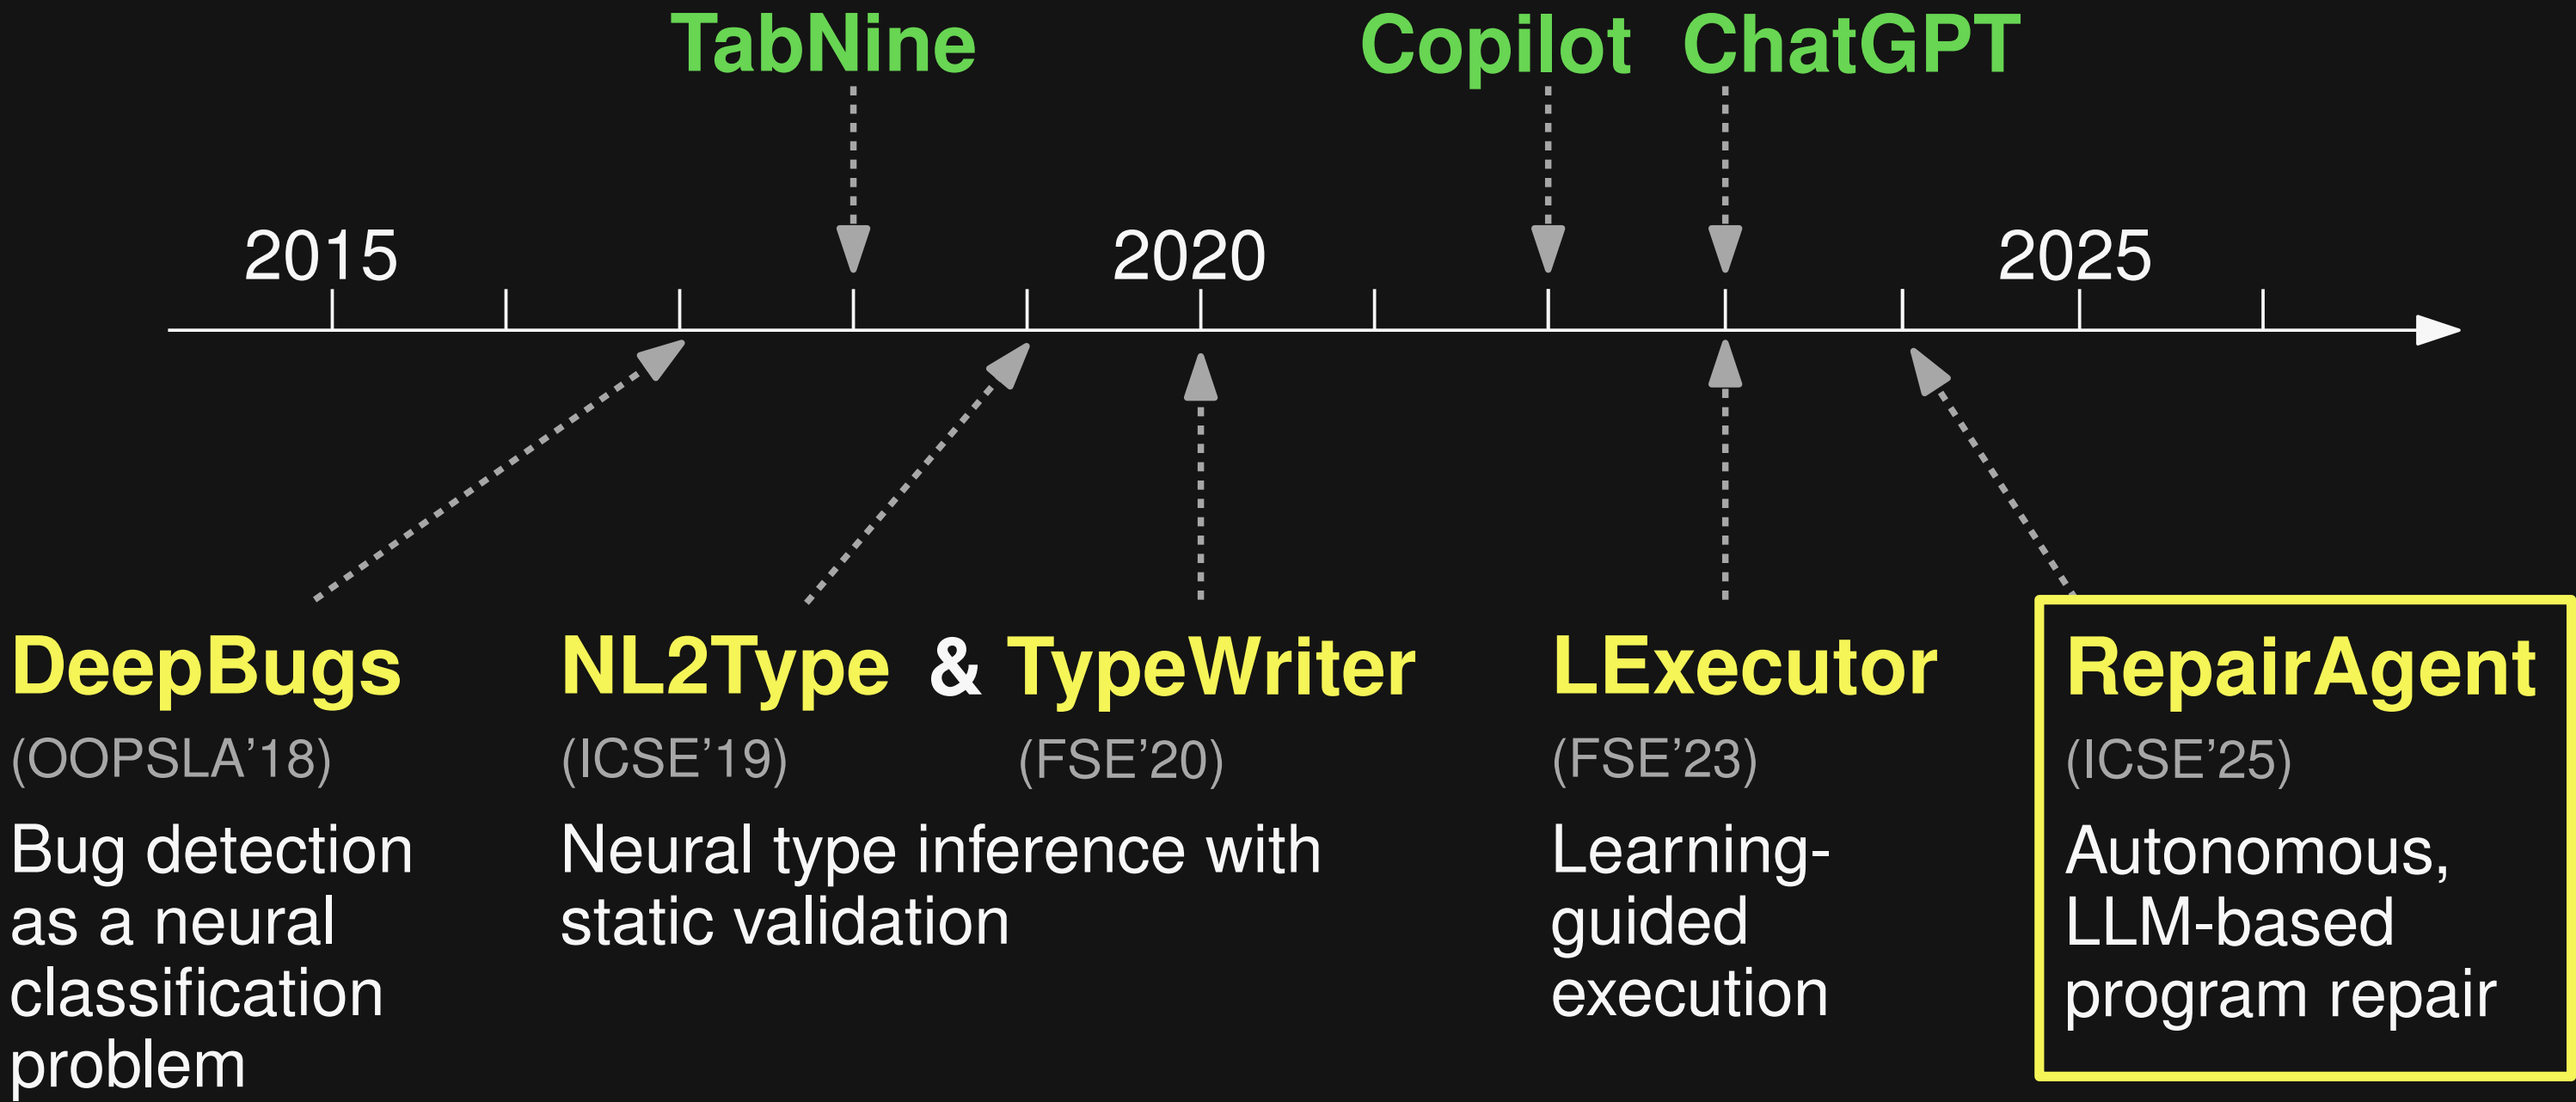 TabNine Copilot ChatGPT
2015 2020 2025
DeepBugs
(OOPSLA’18)
Bug detection
as a neural
classification
problem
NL2Type & TypeWriter
(ICSE’19) (FSE’20)
Neural type inference with
static validation
LExecutor
(FSE’23)
Learning-
guided
execution
RepairAgent
(ICSE’25)
Autonomous,
LLM-based
program repair